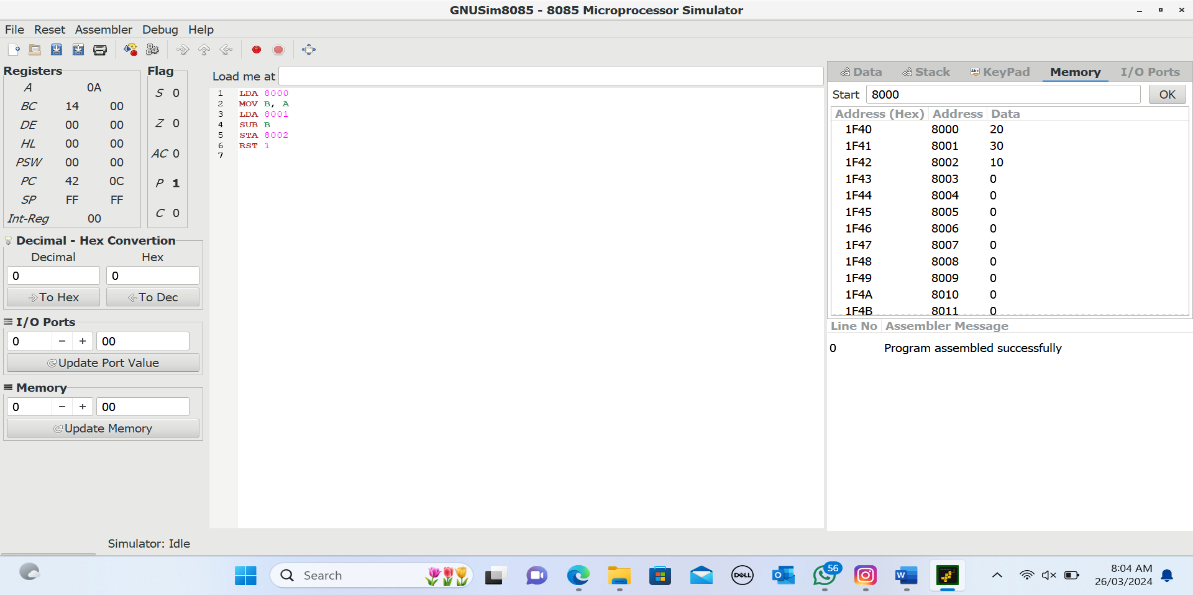 GNUSim8085 - 8085 Microprocessor Simulator
File Reset Assembler Debug Help
Registers
A 0A
BC 14 00
DE 00 00
HL 00 00
PSW 00 00
PC 42 0C
SP FF FF
Int-Reg 00
Flag
S 0
Z 0
AC 0
P 1
C 0
Decimal - Hex Convertion
Decimal Hex
0 0
To Hex To Dec
I/O Ports
0 − + 00
Update Port Value
Memory
0 − + 00
Update Memory
Simulator: Idle
Load me at
1 LDA 8000
2 MOV B, A
3 LDA 8001
4 SUB B
5 STA 8002
6 RST 1
7
Data Stack KeyPad Memory I/O Ports
Start 8000 OK
Address (Hex) Address Data
1F40 8000 20
1F41 8001 30
1F42 8002 10
1F43 8003 0
1F44 8004 0
1F45 8005 0
1F46 8006 0
1F47 8007 0
1F48 8008 0
1F49 8009 0
1F4A 8010 0
1F4B 8011 0
Line No Assembler Message
0 Program assembled successfully
Search
DELL
56
8:04 AM
26/03/2024